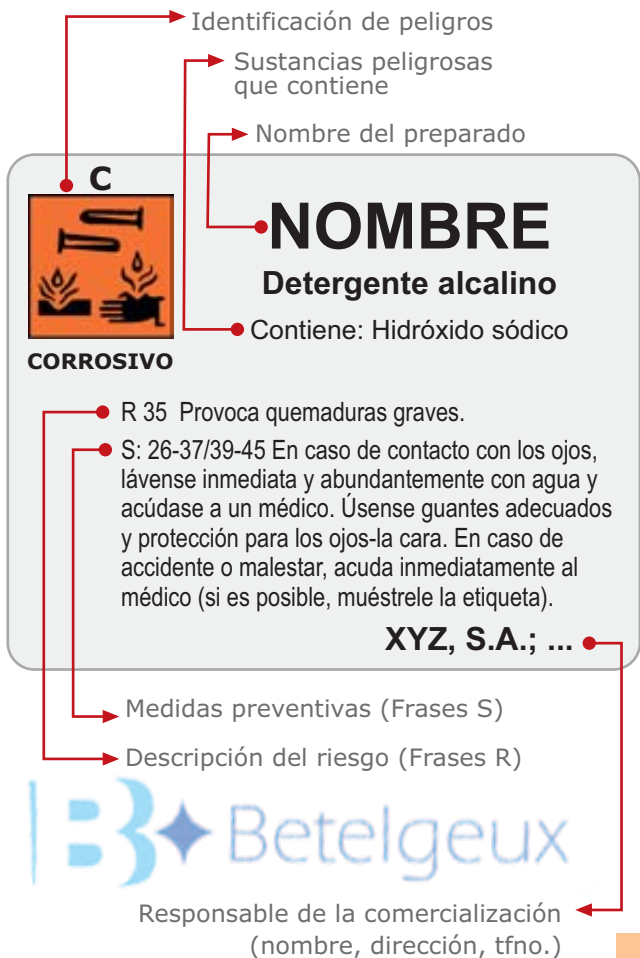 Identificación de peligros
Sustancias peligrosas
que contiene
Nombre del preparado
C
NOMBRE
Detergente alcalino
Contiene: Hidróxido sódico
CORROSIVO
R 35 Provoca quemaduras graves.
S: 26-37/39-45 En caso de contacto con los ojos,
lávense inmediata y abundantemente con agua y
acúdase a un médico. Úsense guantes adecuados
y protección para los ojos-la cara. En caso de
accidente o malestar, acuda inmediatamente al
médico (si es posible, muéstrele la etiqueta).
XYZ, S.A.; ...
Medidas preventivas (Frases S)
Descripción del riesgo (Frases R)
Betelgeux
Responsable de la comercialización
(nombre, dirección, tfno.)